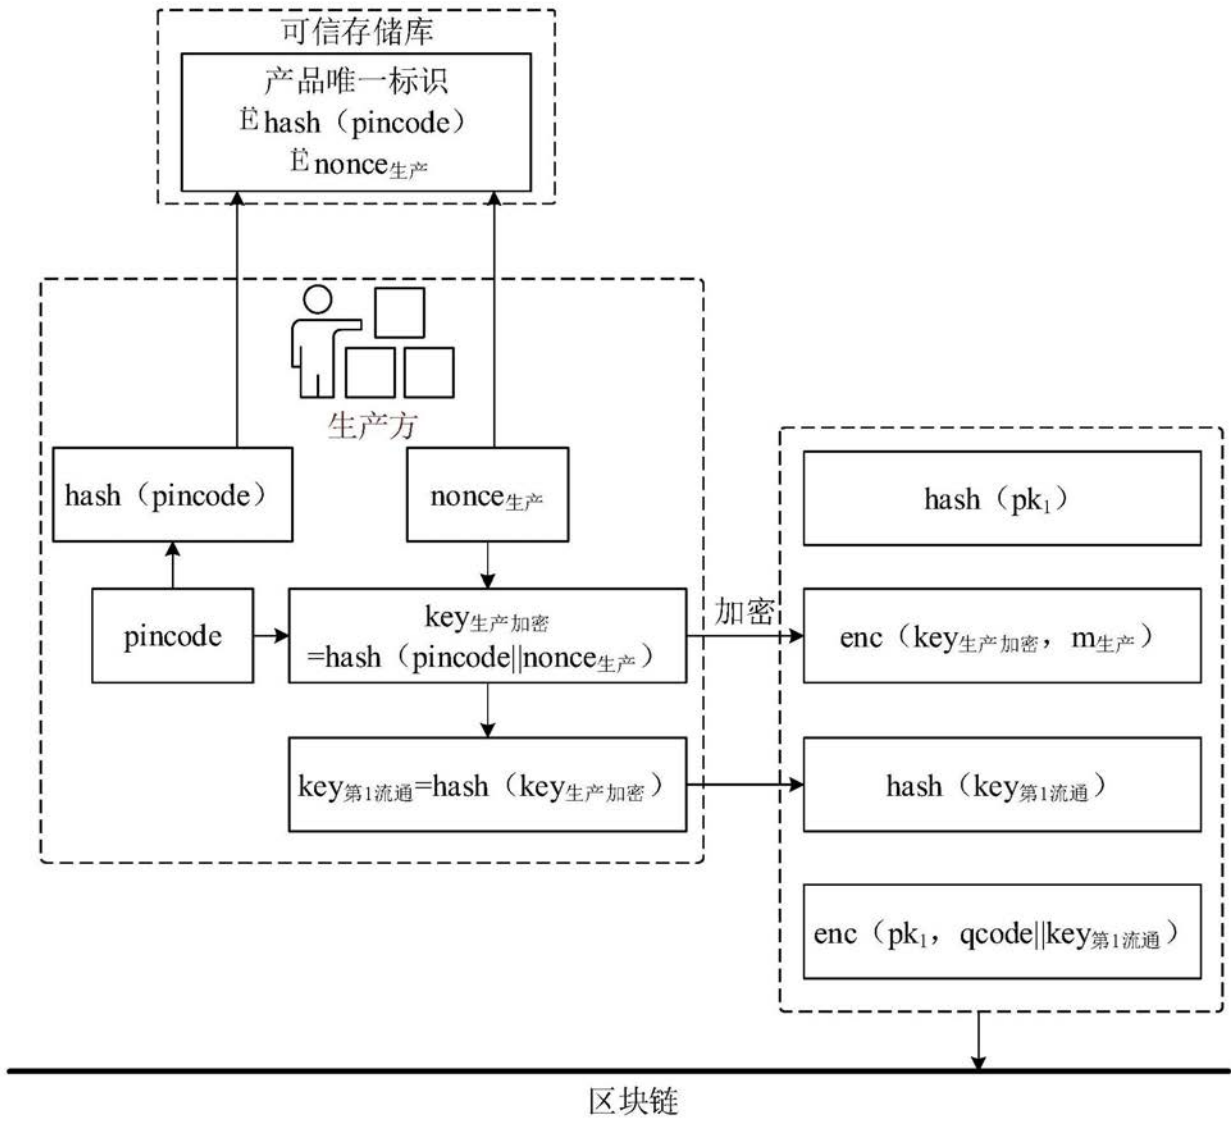 可信存储库
产品唯一标识
Ë hash（pincode）
Ë nonce生产
生产方
hash（pincode）
nonce生产
hash（pk1）
pincode
key生产加密
=hash（pincode||nonce生产）
加密
enc（key生产加密，m生产）
key第1流通=hash（key生产加密）
hash（key第1流通）
enc（pk1，qcode||key第1流通）
区块链